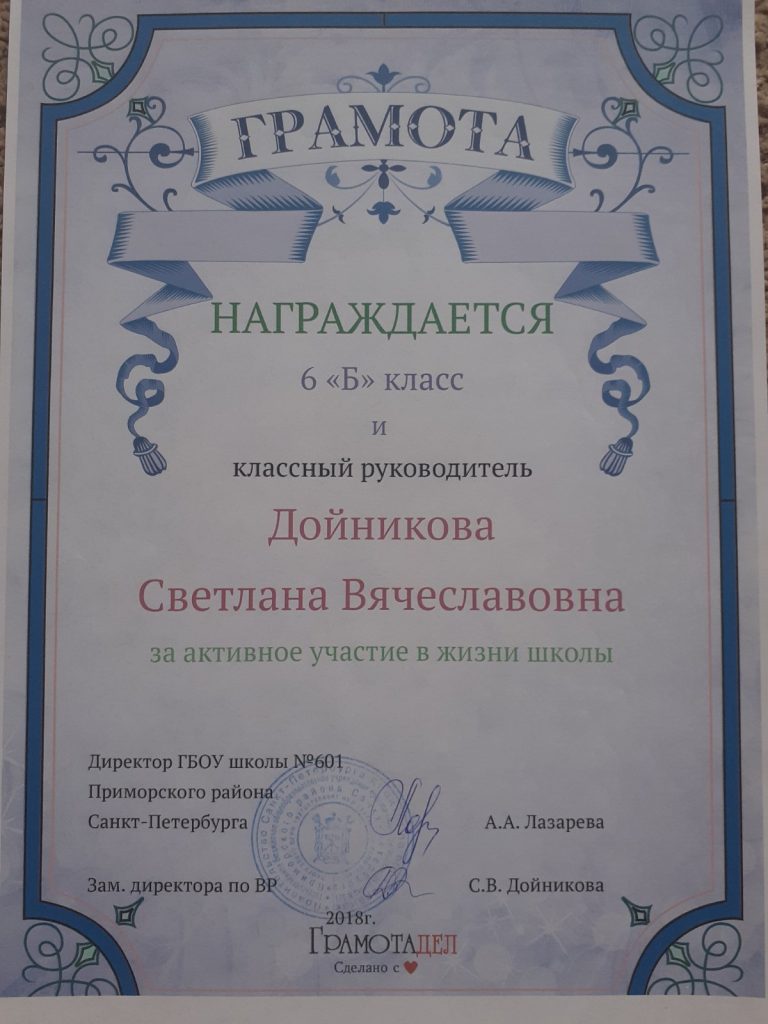 ГРАМОТА
НАГРАЖДАЕТСЯ
6 «Б» класс
и
классный руководитель
Дойникова
Светлана Вячеславовна
за активное участие в жизни школы
Директор ГБОУ школы №601
Приморского района
Санкт-Петербурга
А.А. Лазарева
Зам. директора по ВР
С.В. Дойникова
2018г.
ГРАМОТАДЕЛ
Сделано с ❤